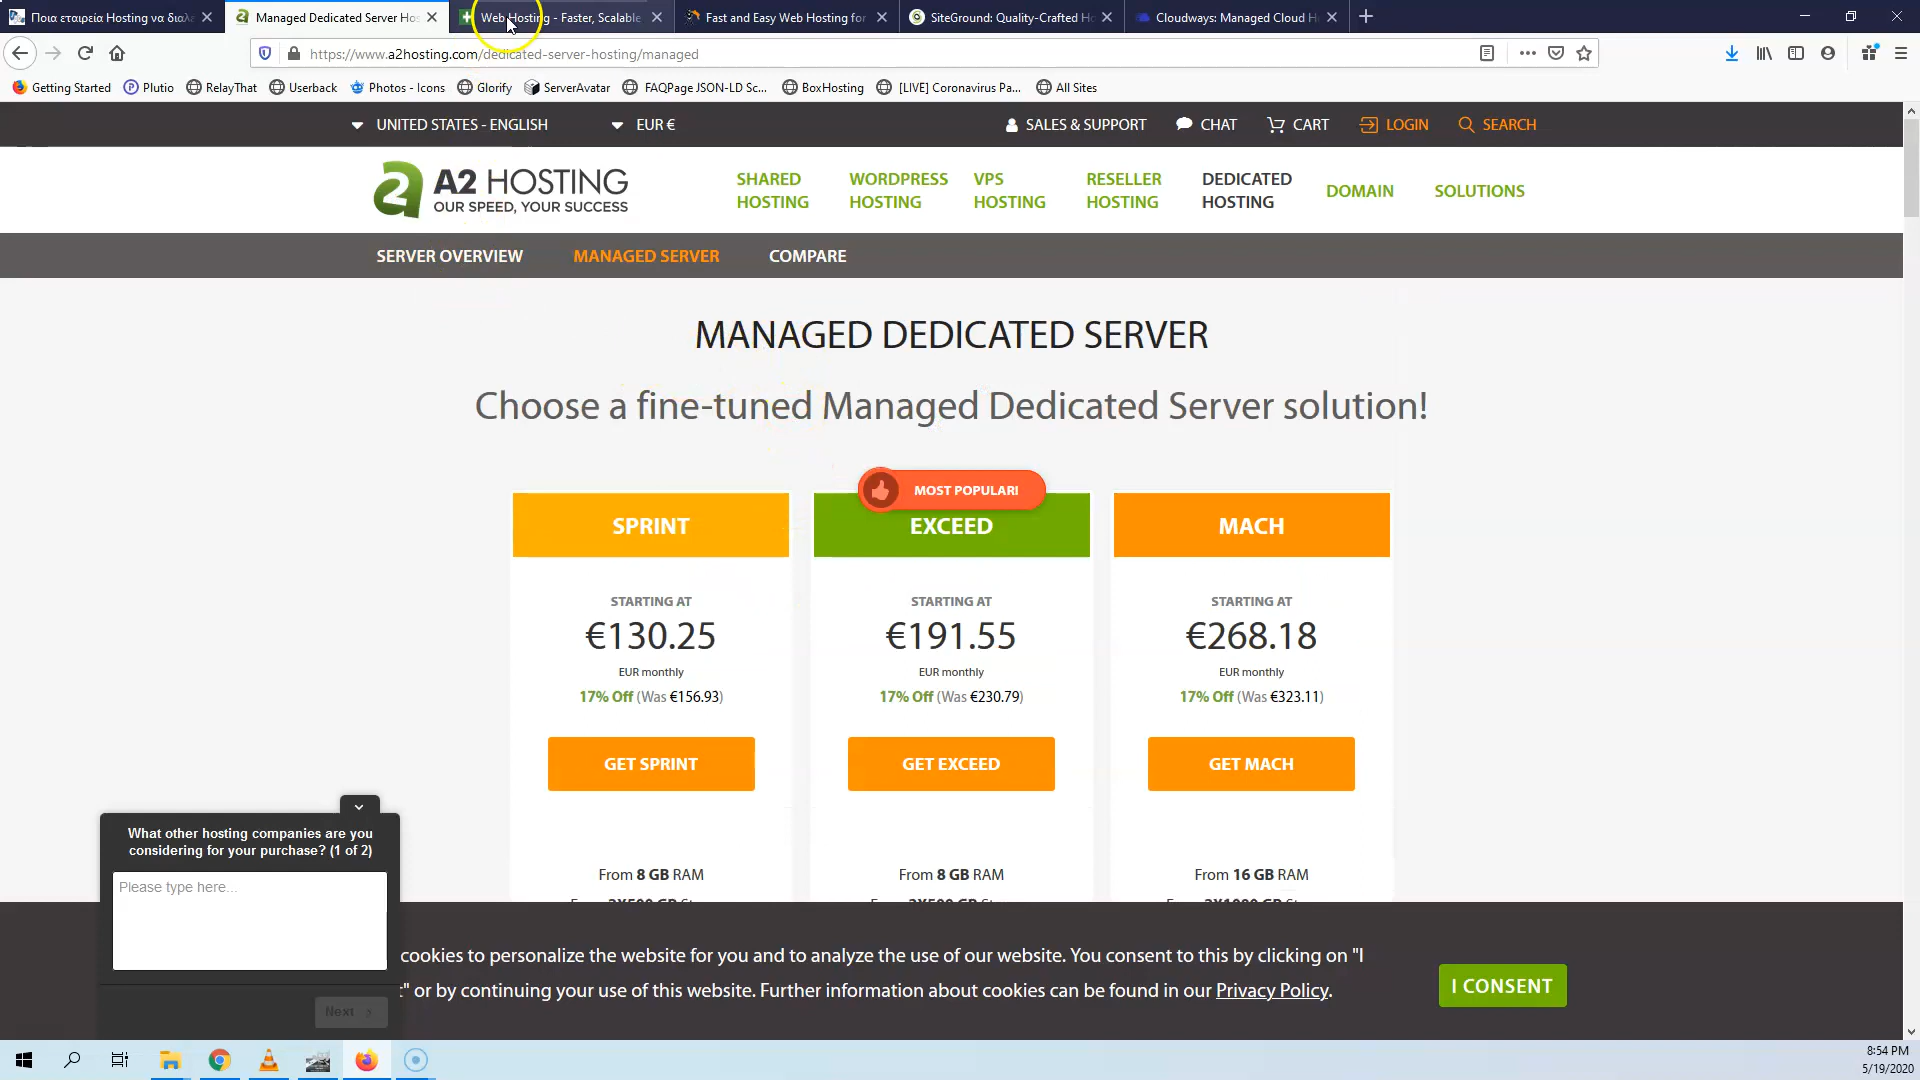 Ποια εταιρεία Hosting να διαλ
Managed Dedicated Server Hos
Web Hosting - Faster, Scalable
Fast and Easy Web Hosting for
SiteGround: Quality-Crafted Ho
Cloudways: Managed Cloud H
https://www.a2hosting.com/dedicated-server-hosting/managed
Getting Started
Plutio
RelayThat
Userback
Photos - Icons
Glorify
ServerAvatar
FAQPage JSON-LD Sc...
BoxHosting
[LIVE] Coronavirus Pa...
All Sites
UNITED STATES - ENGLISH
EUR €
SALES & SUPPORT
CHAT
CART
LOGIN
SEARCH
A2 HOSTING
OUR SPEED, YOUR SUCCESS
SHARED
HOSTING
WORDPRESS
HOSTING
VPS
HOSTING
RESELLER
HOSTING
DEDICATED
HOSTING
DOMAIN
SOLUTIONS
SERVER OVERVIEW
MANAGED SERVER
COMPARE
MANAGED DEDICATED SERVER
Choose a fine-tuned Managed Dedicated Server solution!
MOST POPULAR!
SPRINT
EXCEED
MACH
STARTING AT
€130.25
EUR monthly
17% Off (Was €156.93)
GET SPRINT
From 8 GB RAM
STARTING AT
€191.55
EUR monthly
17% Off (Was €230.79)
GET EXCEED
From 8 GB RAM
STARTING AT
€268.18
EUR monthly
17% Off (Was €323.11)
GET MACH
From 16 GB RAM
What other hosting companies are you
considering for your purchase? (1 of 2)
Please type here...
Next
cookies to personalize the website for you and to analyze the use of our website. You consent to this by clicking on "I
" or by continuing your use of this website. Further information about cookies can be found in our Privacy Policy.
I CONSENT
8:54 PM
5/19/2020